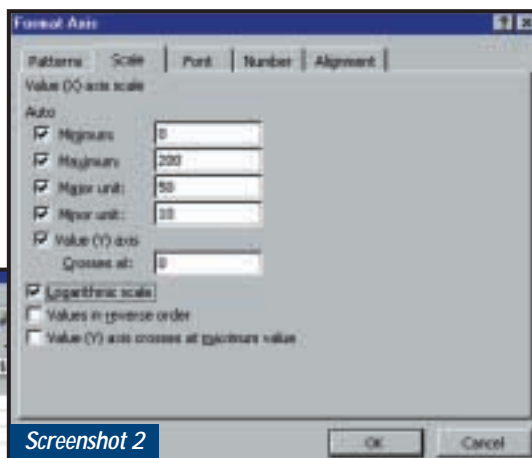 Format Axis
Patterns Scale Font Number Alignment
Value (X) axis scale
Auto
Minimum: 0
Maximum: 200
Major unit: 50
Minor unit: 10
Value (Y) axis
Crosses at: 0
Logarithmic scale
Values in reverse order
Value (Y) axis crosses at maximum value
Screenshot 2
OK Cancel